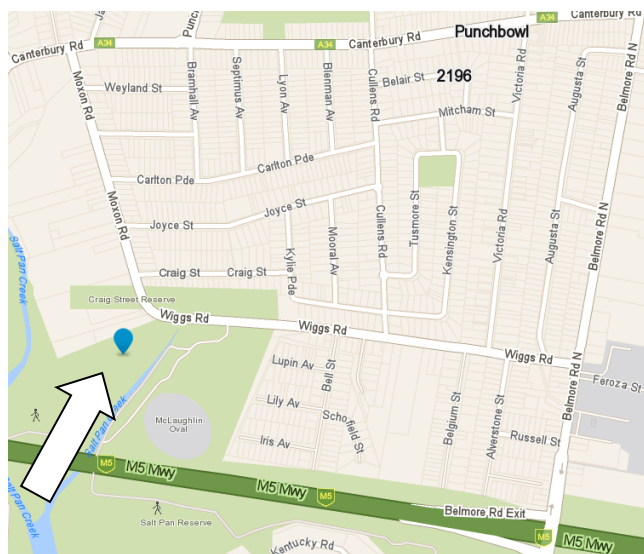 Canterbury Rd
Punchbowl
Canterbury Rd
A34
A34
Canterbury Rd
Moxon Rd
Weyland St
Bramhall Av
Septimus Av
Lyon Av
Blenman Av
Cullens Rd
Belair St
2196
Mitcham St
Victoria Rd
Augusta St
Belmore Rd N
Carlton Pde
Carlton Pde
Moxon Rd
Joyce St
Joyce St
Kylie Pde
Mooral Av
Cullens Rd
Tusmore St
Kensington St
Victoria Rd
Augusta St
Belmore Rd N
Salt Pan Creek
Craig St
Craig St
Craig Street Reserve
Wiggs Rd
Wiggs Rd
Wiggs Rd
Lupin Av
Bell St
Feroza St
Lily Av
Schofield St
Belgium St
Alverstone St
Belmore Rd N
Salt Pan Creek
McLaughlin
Oval
Iris Av
Russell St
M5
M5 Mwy
M5 Mwy
M5
M5 Mwy
Salt Pan Creek
Salt Pan Reserve
Belmore Rd Exit
Kentucky Rd
M5
M5 Mwy